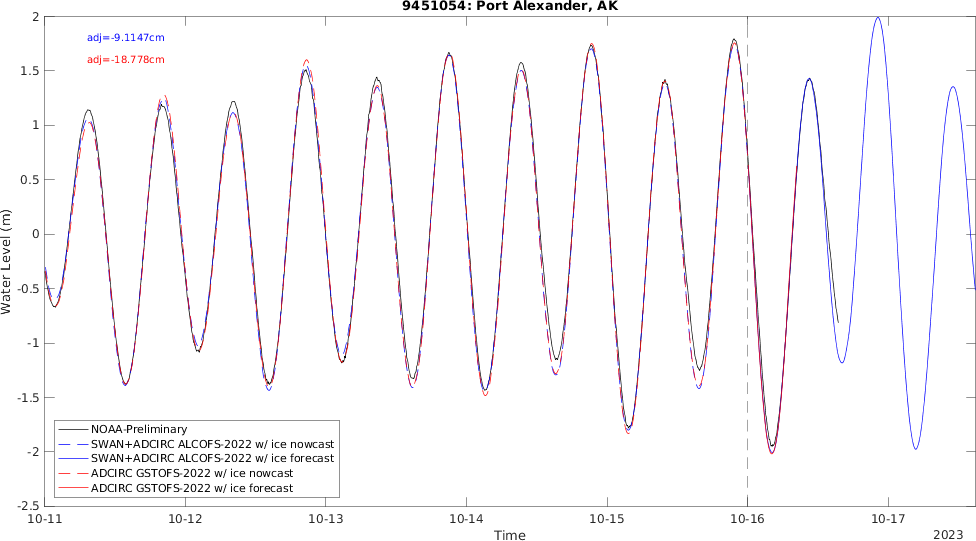 9451054: Port Alexander, AK
adj=-9.1147cm
adj=-18.778cm
2
1.5
1
0.5
0
-0.5
-1
-1.5
-2
-2.5
Water Level (m)
NOAA-Preliminary
SWAN+ADCIRC ALCOFS-2022 w/ ice nowcast
SWAN+ADCIRC ALCOFS-2022 w/ ice forecast
ADCIRC GSTOFS-2022 w/ ice nowcast
ADCIRC GSTOFS-2022 w/ ice forecast
10-11 10-12 10-13 10-14 10-15 10-16 10-17
Time
2023